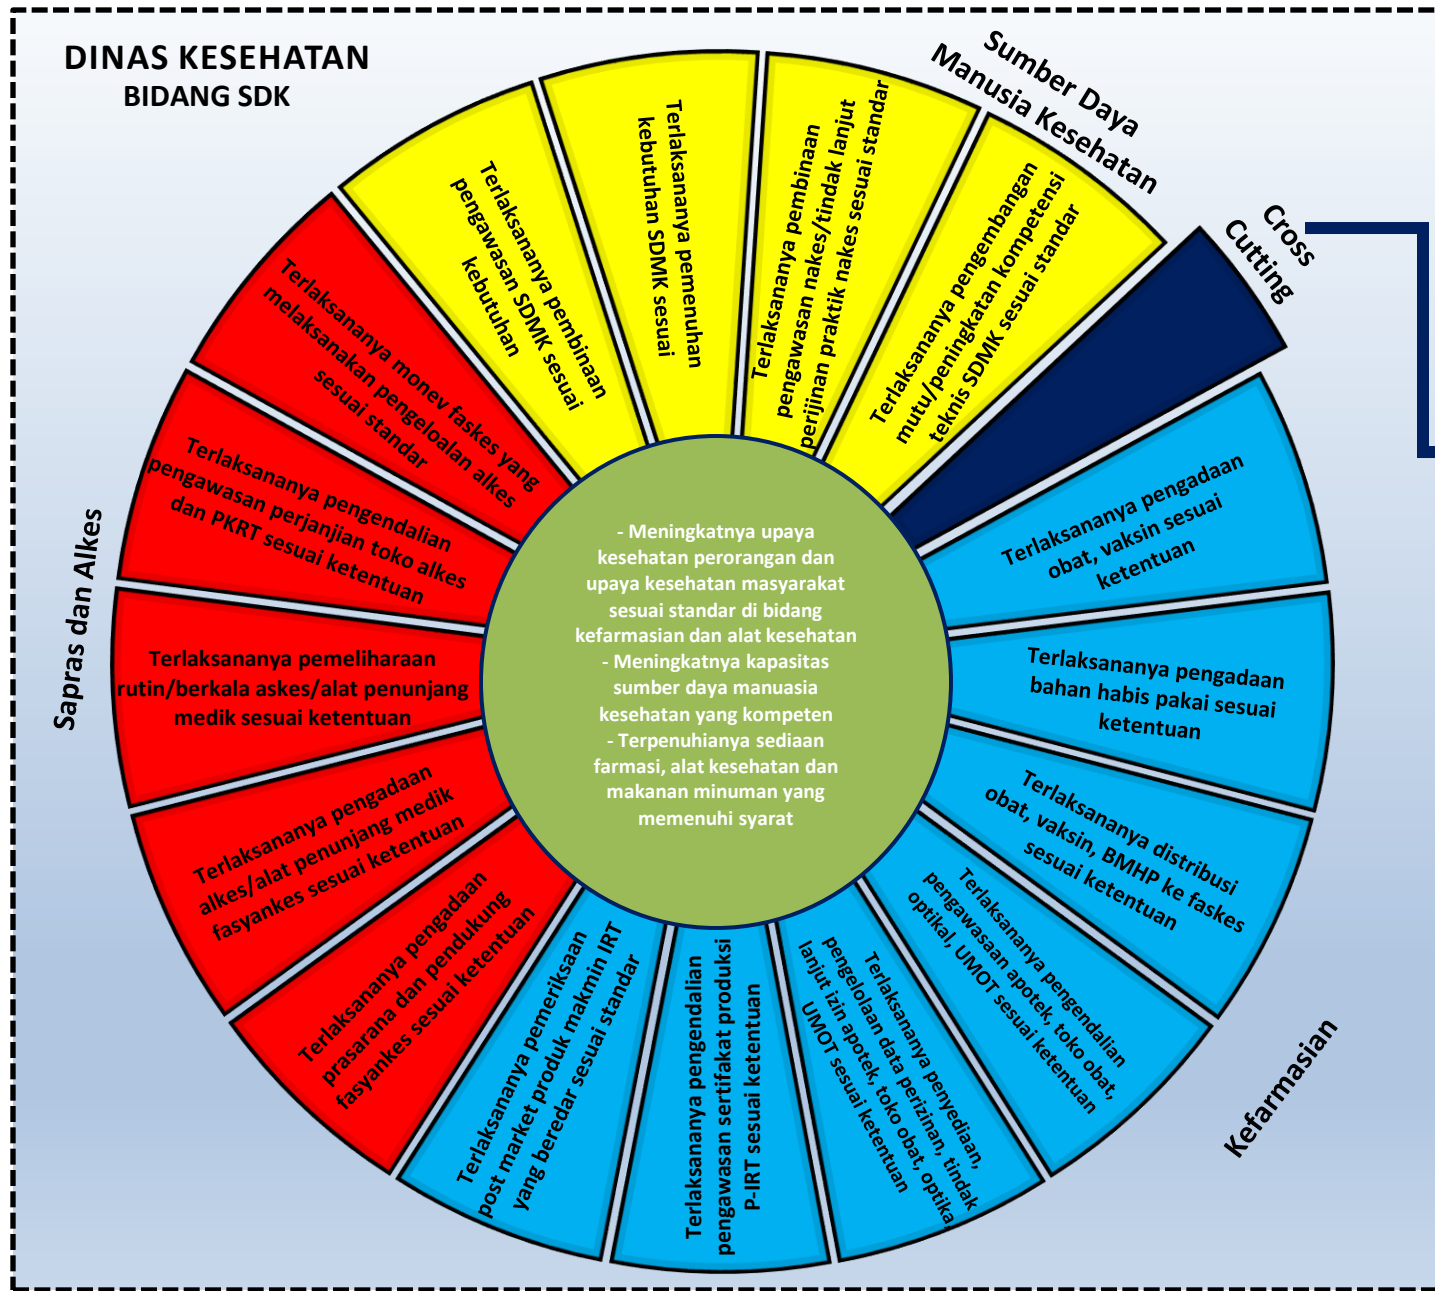 DINAS KESEHATAN
BIDANG SDK
Sumber Daya
Manusia Kesehatan
Cross
Cutting
Terlaksananya pembinaan
pengawasan SDMK sesuai
kebutuhan
Terlaksananya pemenuhan
kebutuhan SDMK sesuai
Terlaksananya pembinaan
pengawasan nakes/tindak lanjut
perijinan praktik nakes sesuai standar
Terlaksananya pengembangan
mutu/peningkatan kompetensi
teknis SDMK sesuai standar
Terlaksananya pengadaan
obat, vaksin sesuai
ketentuan
Terlaksananya pengadaan
bahan habis pakai sesuai
ketentuan
Terlaksananya distribusi
obat, vaksin, BMHP ke faskes
sesuai ketentuan
Terlaksananya pengendalian
pengawasaan apotek, toko obat,
optikal, UMOT sesuai ketentuan
Terlaksananya penyediaan,
pengelolaan data perizinan, tindak
lanjut izin apotek, toko obat, optika,
UMOT sesuai ketentuan
Terlaksananya pengendalian
pengawasan sertifakat produksi
P-IRT sesuai ketentuan
Terlaksananya pemeriksaan
post market produk makmin IRT
yang beredar sesuai standar
Kefarmasian
Terlaksananya pengadaan
prasarana dan pendukung
fasyankes sesuai ketentuan
Terlaksananya pengadaan
alkes/alat penunjang medik
fasyankes sesuai ketentuan
Terlaksananya pemeliharaan
rutin/berkala askes/alat penunjang
medik sesuai ketentuan
Terlaksananya pengendalian
pengawasan perjanjian toko alkes
dan PKRT sesuai ketentuan
Terlaksananya monev faskes yang
melaksanakan pengeloalan alkes
sesuai standar
Sapras dan Alkes
- Meningkatnya upaya
kesehatan perorangan dan
upaya kesehatan masyarakat
sesuai standar di bidang
kefarmasian dan alat kesehatan
- Meningkatnya kapasitas
sumber daya manuasia
kesehatan yang kompeten
- Terpenuhianya sediaan
farmasi, alat kesehatan dan
makanan minuman yang
memenuhi syarat